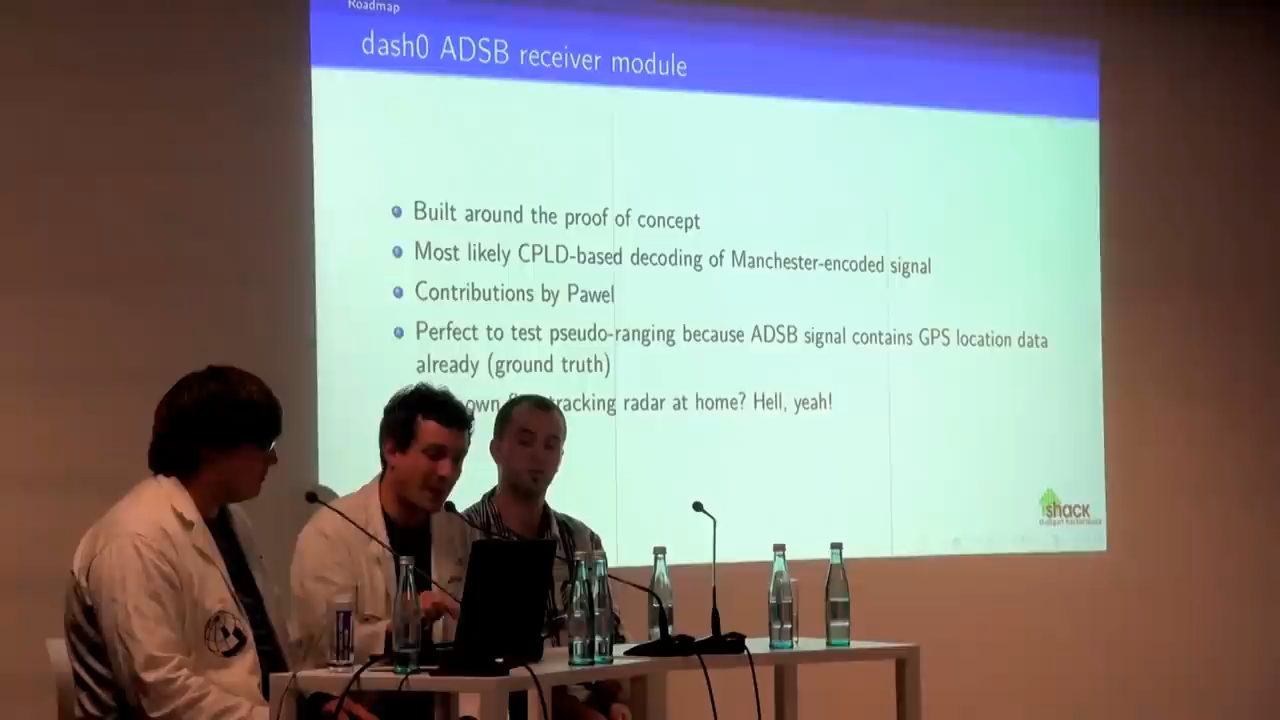 Roadmap
dash0 ADSB receiver module
Built around the proof of concept
Most likely CPLD-based decoding of Manchester-encoded signal
Contributions by Pawel
Perfect to test pseudo-ranging because ADSB signal contains GPS location data
already (ground truth)
own tracking radar at home? Hell, yeah!
shack